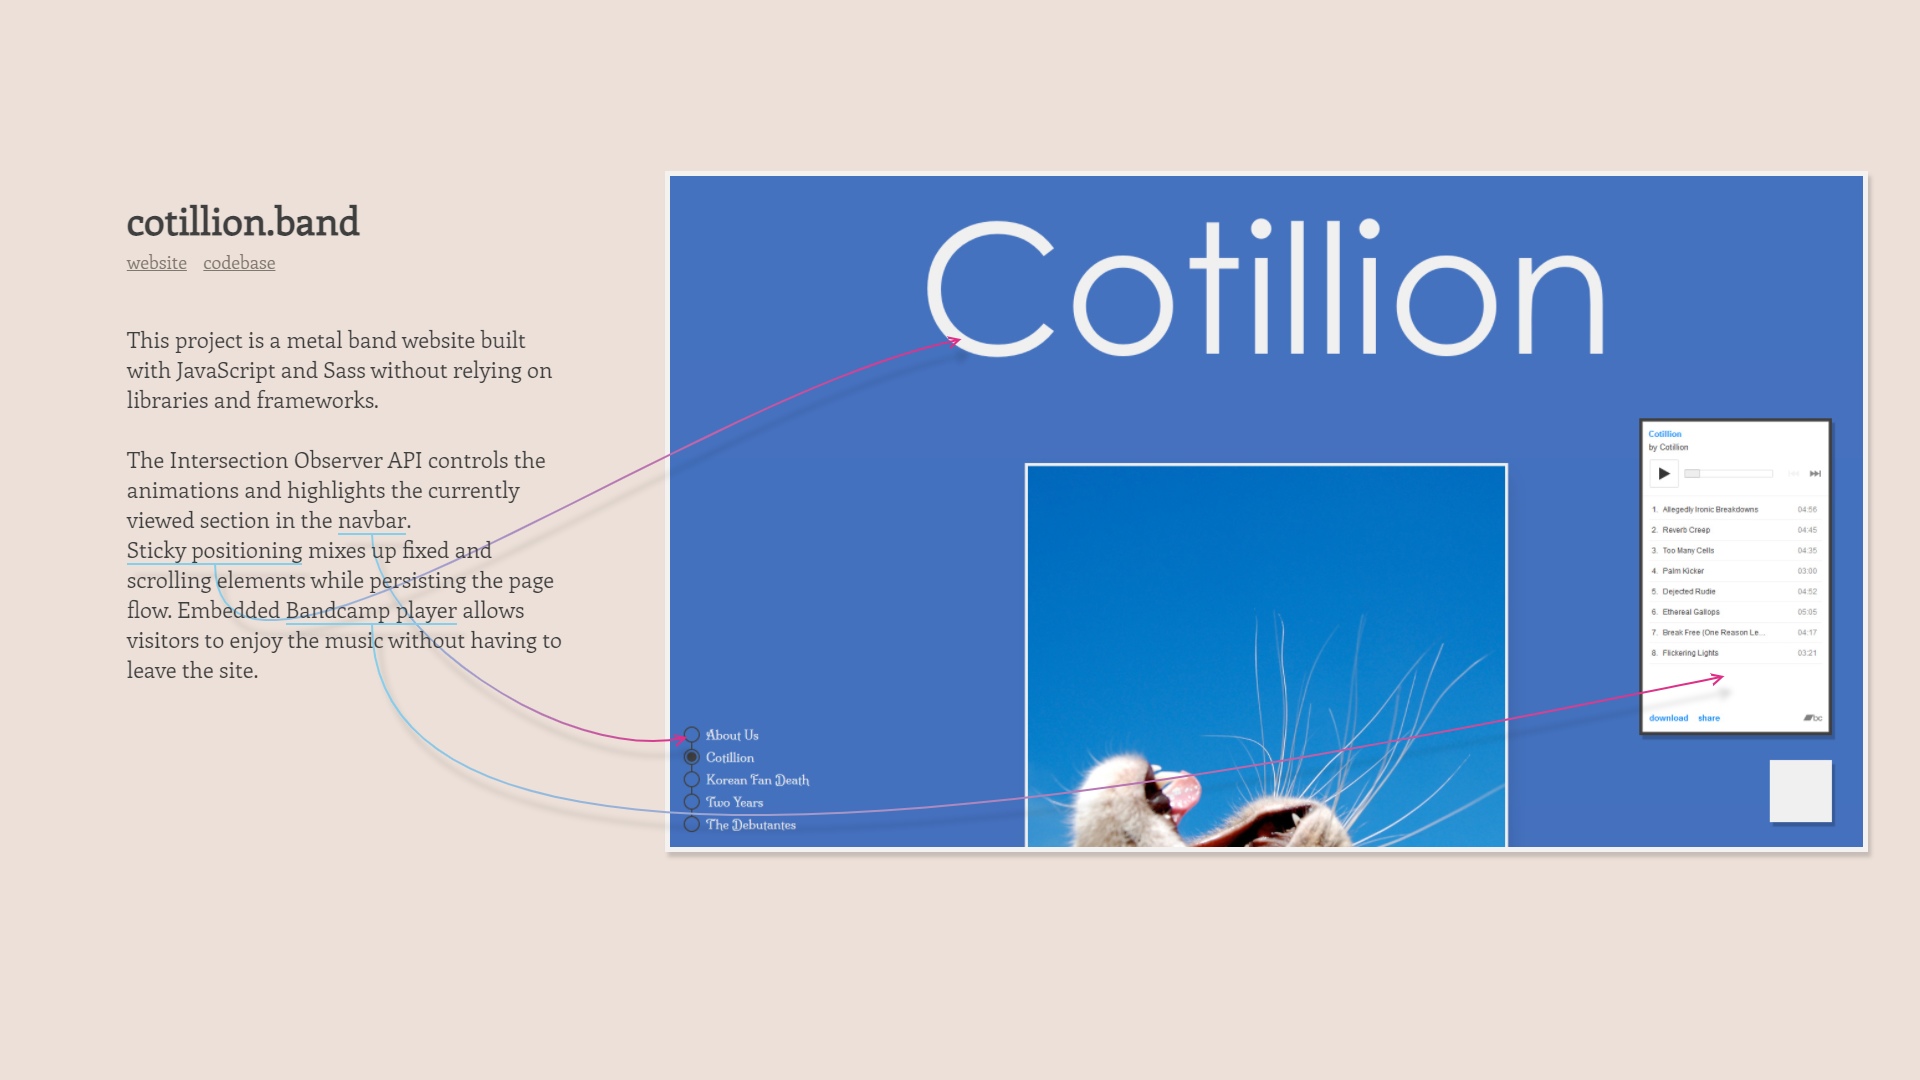 cotillion.band
website codebase
This project is a metal band website built
with JavaScript and Sass without relying on
libraries and frameworks.
The Intersection Observer API controls the
animations and highlights the currently
viewed section in the navbar.
Sticky positioning mixes up fixed and
scrolling elements while persisting the page
flow. Embedded Bandcamp player allows
visitors to enjoy the music without having to
leave the site.
Cotillion
About Us
Cotillion
Korean Fan Death
Two Years
The Debutantes
Cotillion
by Cotillion
1. Allegedly Ironic Breakdowns 04:56
2. Reverb Creep 04:45
3. Too Many Cells 04:35
4. Palm Kicker 03:00
5. Dejected Rudie 04:52
6. Ethereal Gallops 05:05
7. Break Free (One Reason Le... 04:17
8. Flickering Lights 03:21
download share bc